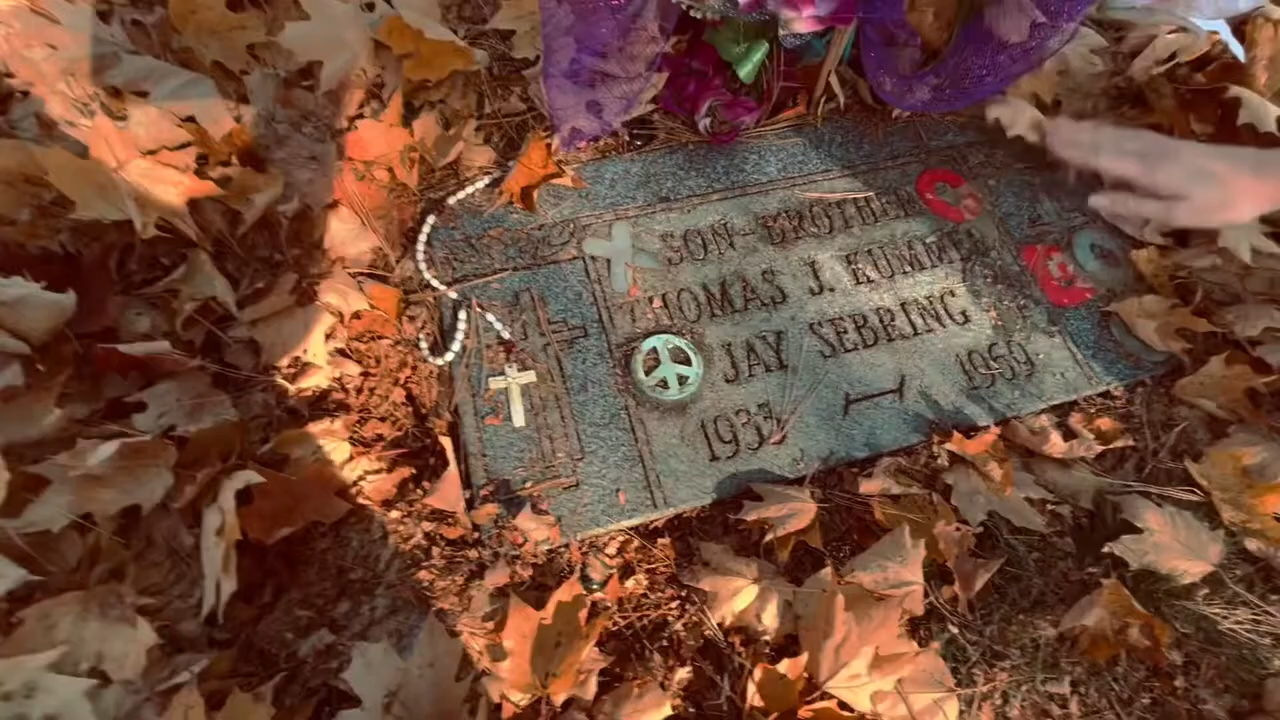 SON-BROTHER
THOMAS J. KUMMER
JAY SEBRING
1933 – 1969